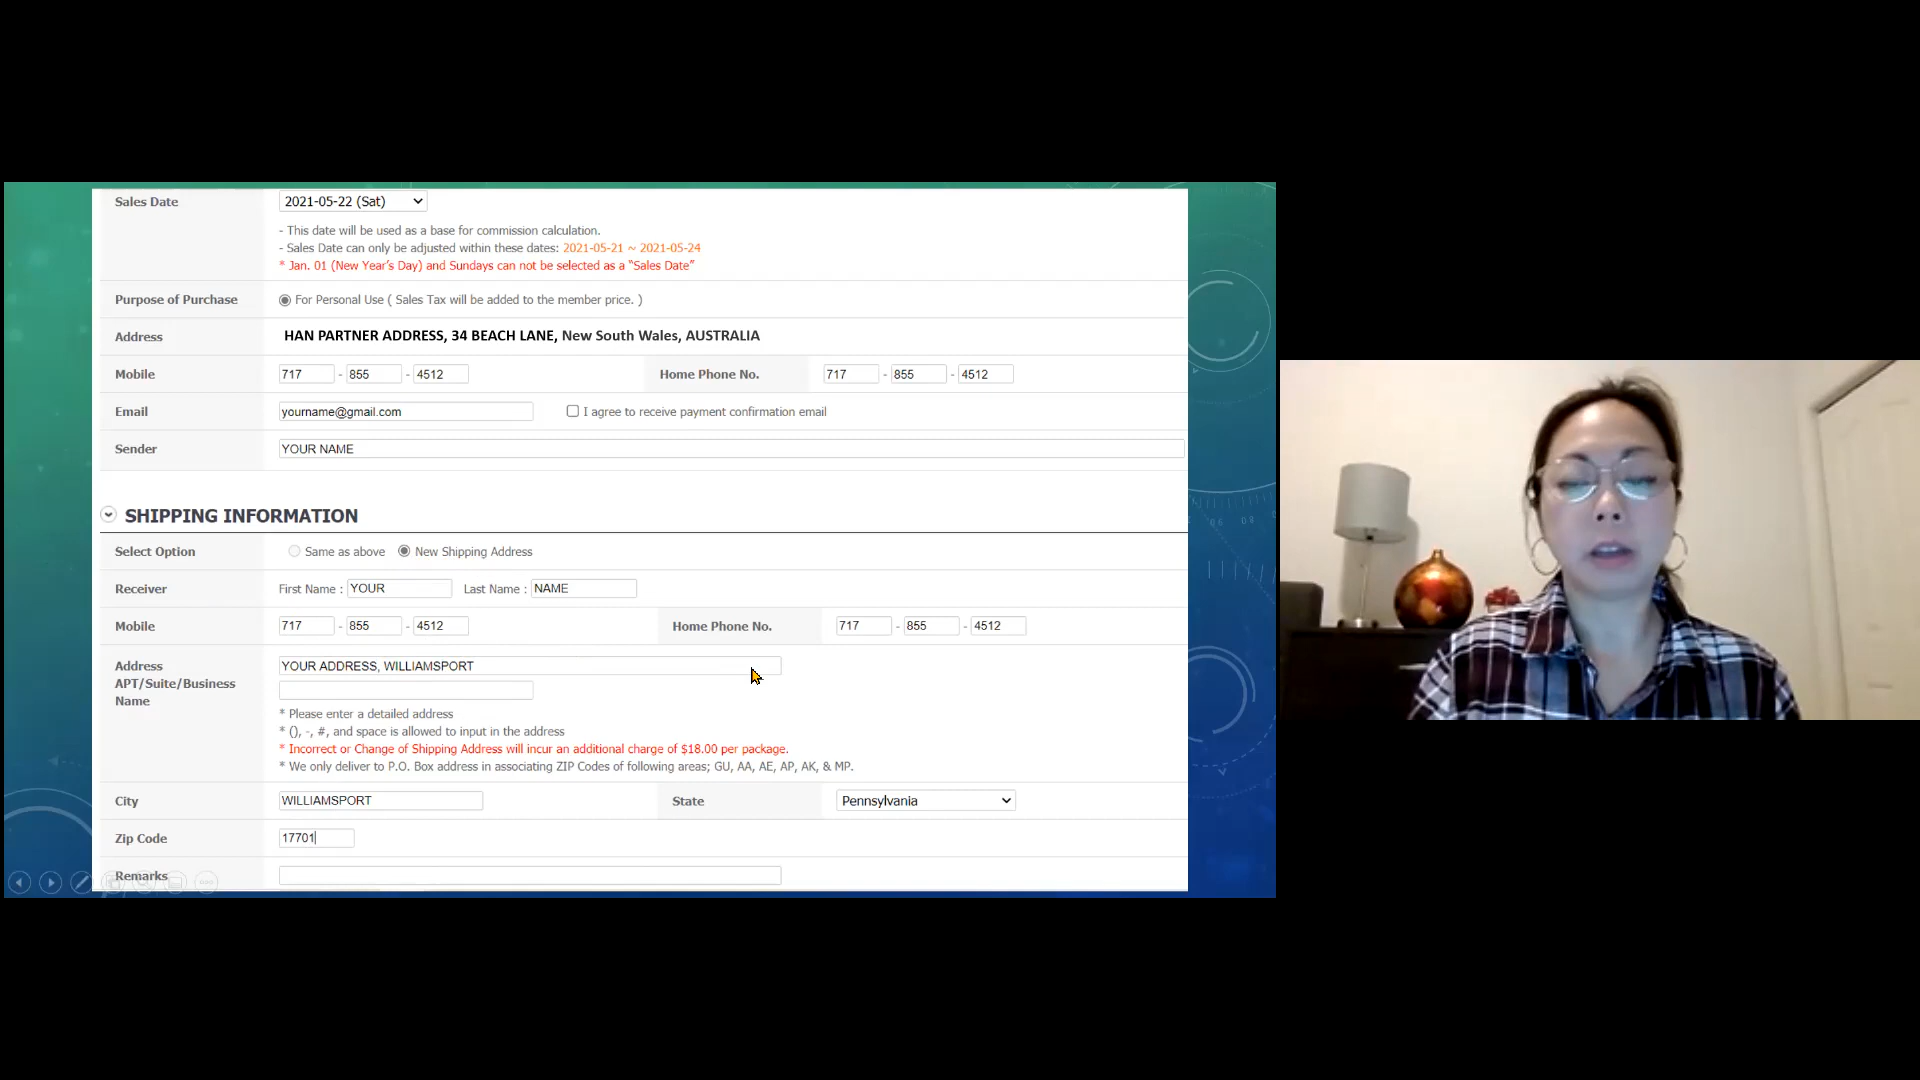 Sales Date 2021-05-22 (Sat)
- This date will be used as a base for commission calculation.
- Sales Date can only be adjusted within these dates: 2021-05-21 ~ 2021-05-24
* Jan. 01 (New Year's Day) and Sundays can not be selected as a "Sales Date"
Purpose of Purchase For Personal Use ( Sales Tax will be added to the member price. )
Address HAN PARTNER ADDRESS, 34 BEACH LANE, New South Wales, AUSTRALIA
Mobile 717 - 855 - 4512 Home Phone No. 717 - 855 - 4512
Email yourname@gmail.com I agree to receive payment confirmation email
Sender YOUR NAME
SHIPPING INFORMATION
Select Option Same as above New Shipping Address
Receiver First Name : YOUR Last Name : NAME
Mobile 717 - 855 - 4512 Home Phone No. 717 - 855 - 4512
Address YOUR ADDRESS, WILLIAMSPORT
APT/Suite/Business
Name
* Please enter a detailed address
* (), -, #, and space is allowed to input in the address
* Incorrect or Change of Shipping Address will incur an additional charge of $18.00 per package.
* We only deliver to P.O. Box address in associating ZIP Codes of following areas; GU, AA, AE, AP, AK, & MP.
City WILLIAMSPORT State Pennsylvania
Zip Code 17701
Remarks